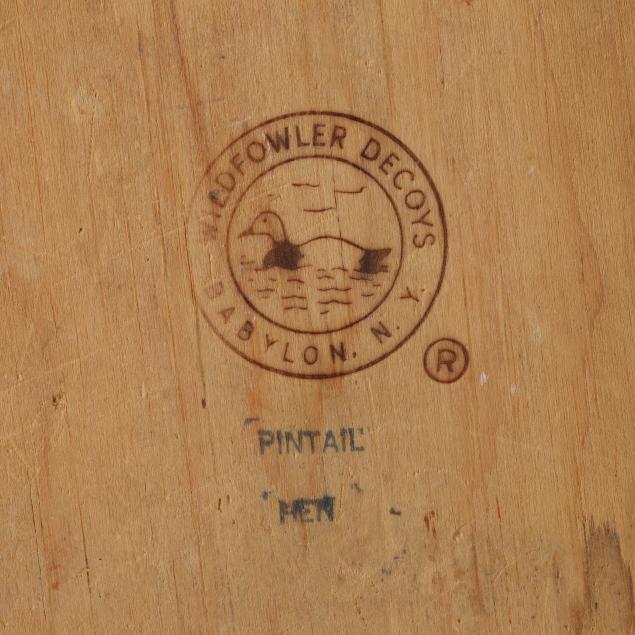 WILDFOWLER DECOYS
BABYLON. N. Y.
®
PINTAIL
HEN